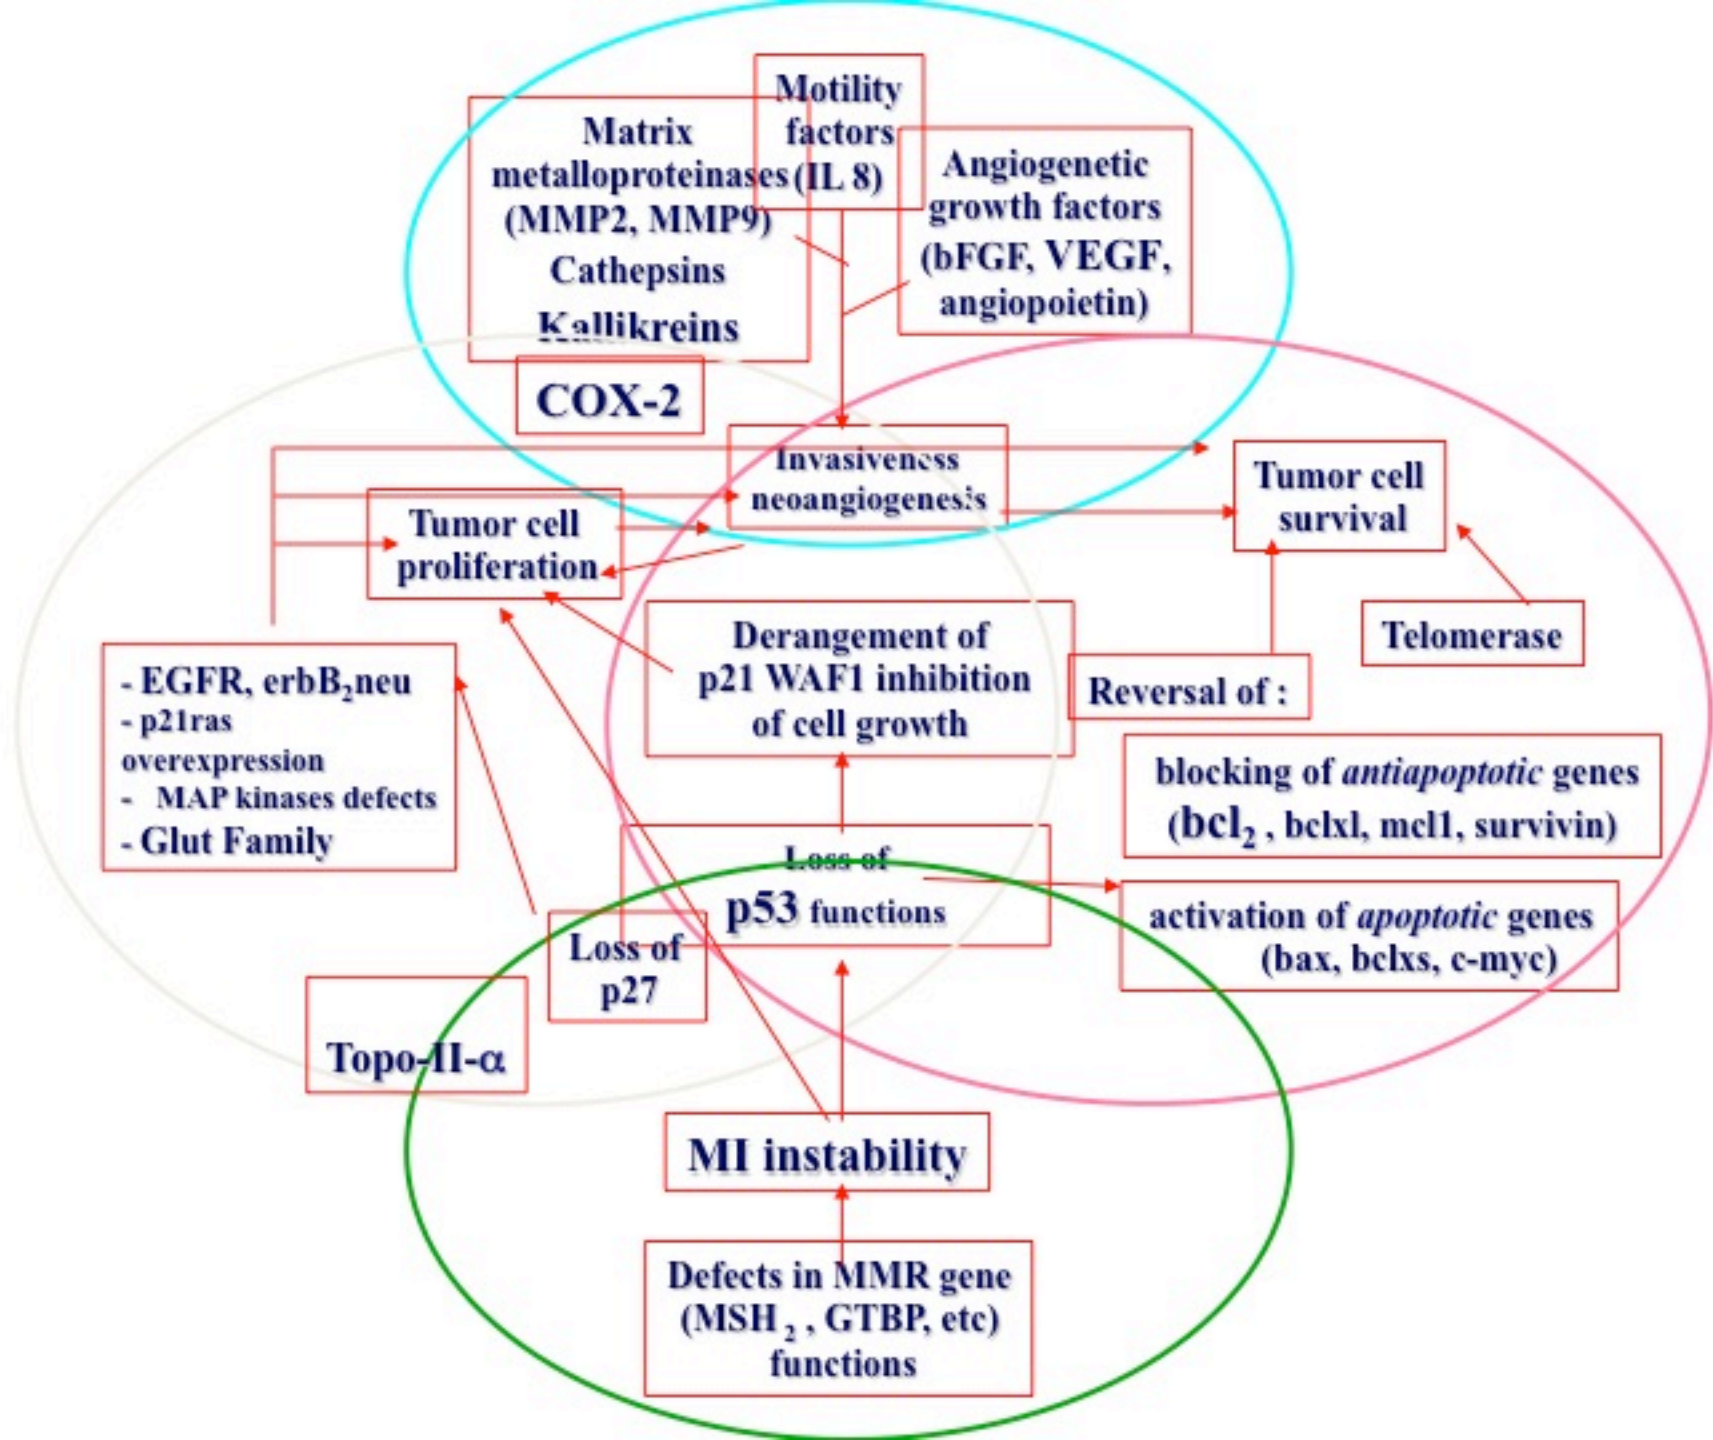 Motility
factors
(IL 8)
Matrix
metalloproteinases
(MMP2, MMP9)
Cathepsins
Kallikreins
Angiogenetic
growth factors
(bFGF, VEGF,
angiopoietin)
COX-2
Invasiveness
neoangiogenesis
Tumor cell
survival
Tumor cell
proliferation
Telomerase
Derangement of
p21 WAF1 inhibition
of cell growth
Reversal of :
- EGFR, erbB₂neu
- p21ras
overexpression
- MAP kinases defects
- Glut Family
blocking of antiapoptotic genes
(bcl₂ , bclxl, mcl1, survivin)
Loss of
p53 functions
activation of apoptotic genes
(bax, bclxs, c-myc)
Loss of
p27
Topo-II-α
MI instability
Defects in MMR gene
(MSH ₂ , GTBP, etc)
functions